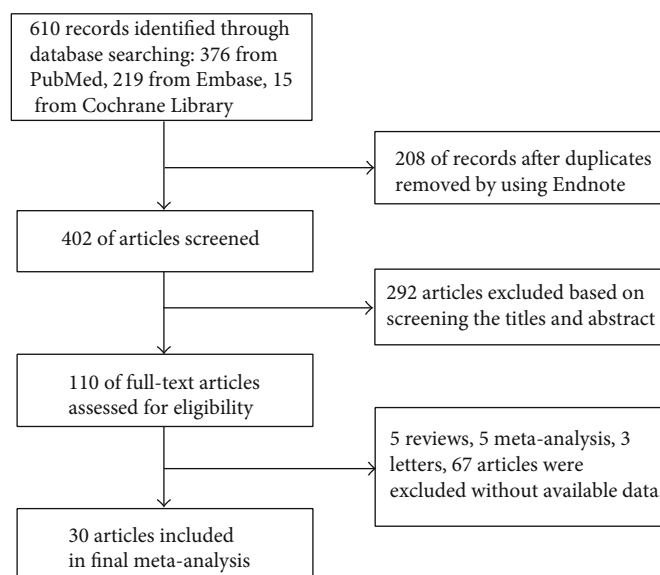 610 records identified through
database searching: 376 from
PubMed, 219 from Embase, 15
from Cochrane Library
208 of records after duplicates
removed by using Endnote
402 of articles screened
292 articles excluded based on
screening the titles and abstract
110 of full-text articles
assessed for eligibility
5 reviews, 5 meta-analysis, 3
letters, 67 articles were
excluded without available data
30 articles included
in final meta-analysis